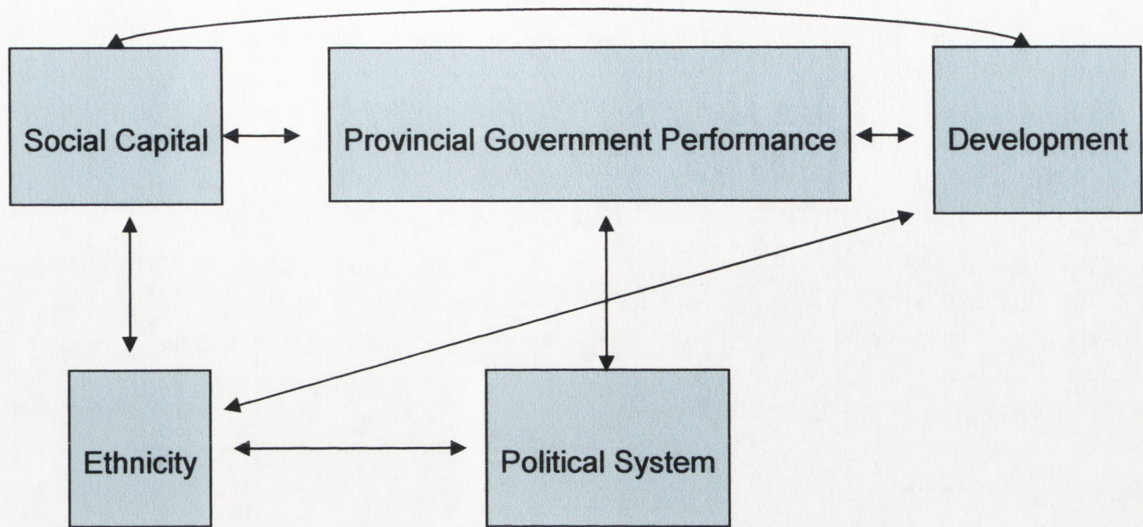 Social Capital
Provincial Government Performance
Development
Ethnicity
Political System